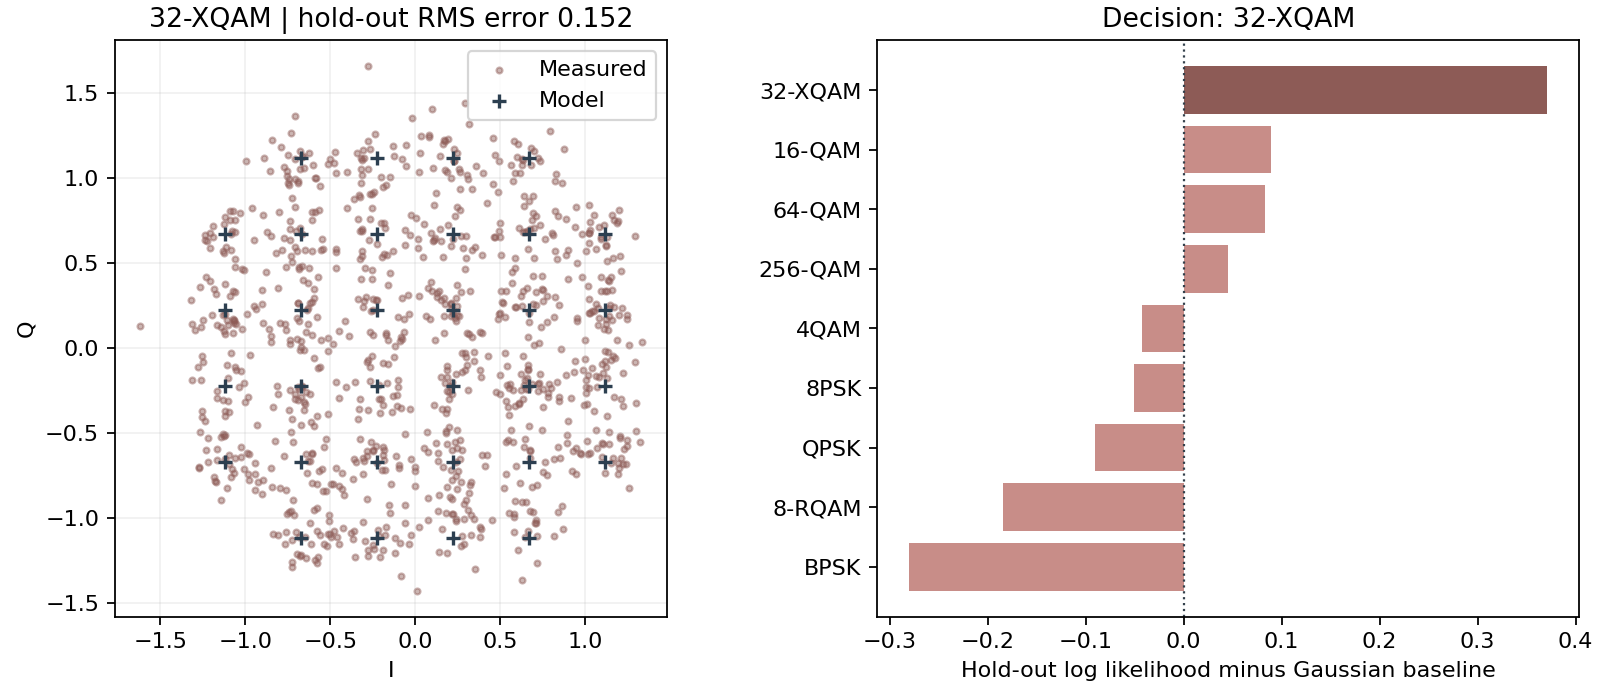 32-XQAM | hold-out RMS error 0.152
Measured
Model
1.5
1.0
0.5
0.0
−0.5
−1.0
−1.5
Q
−1.5 −1.0 −0.5 0.0 0.5 1.0
I
Decision: 32-XQAM
32-XQAM
16-QAM
64-QAM
256-QAM
4QAM
8PSK
QPSK
8-RQAM
BPSK
−0.3 −0.2 −0.1 0.0 0.1 0.2 0.3 0.4
Hold-out log likelihood minus Gaussian baseline